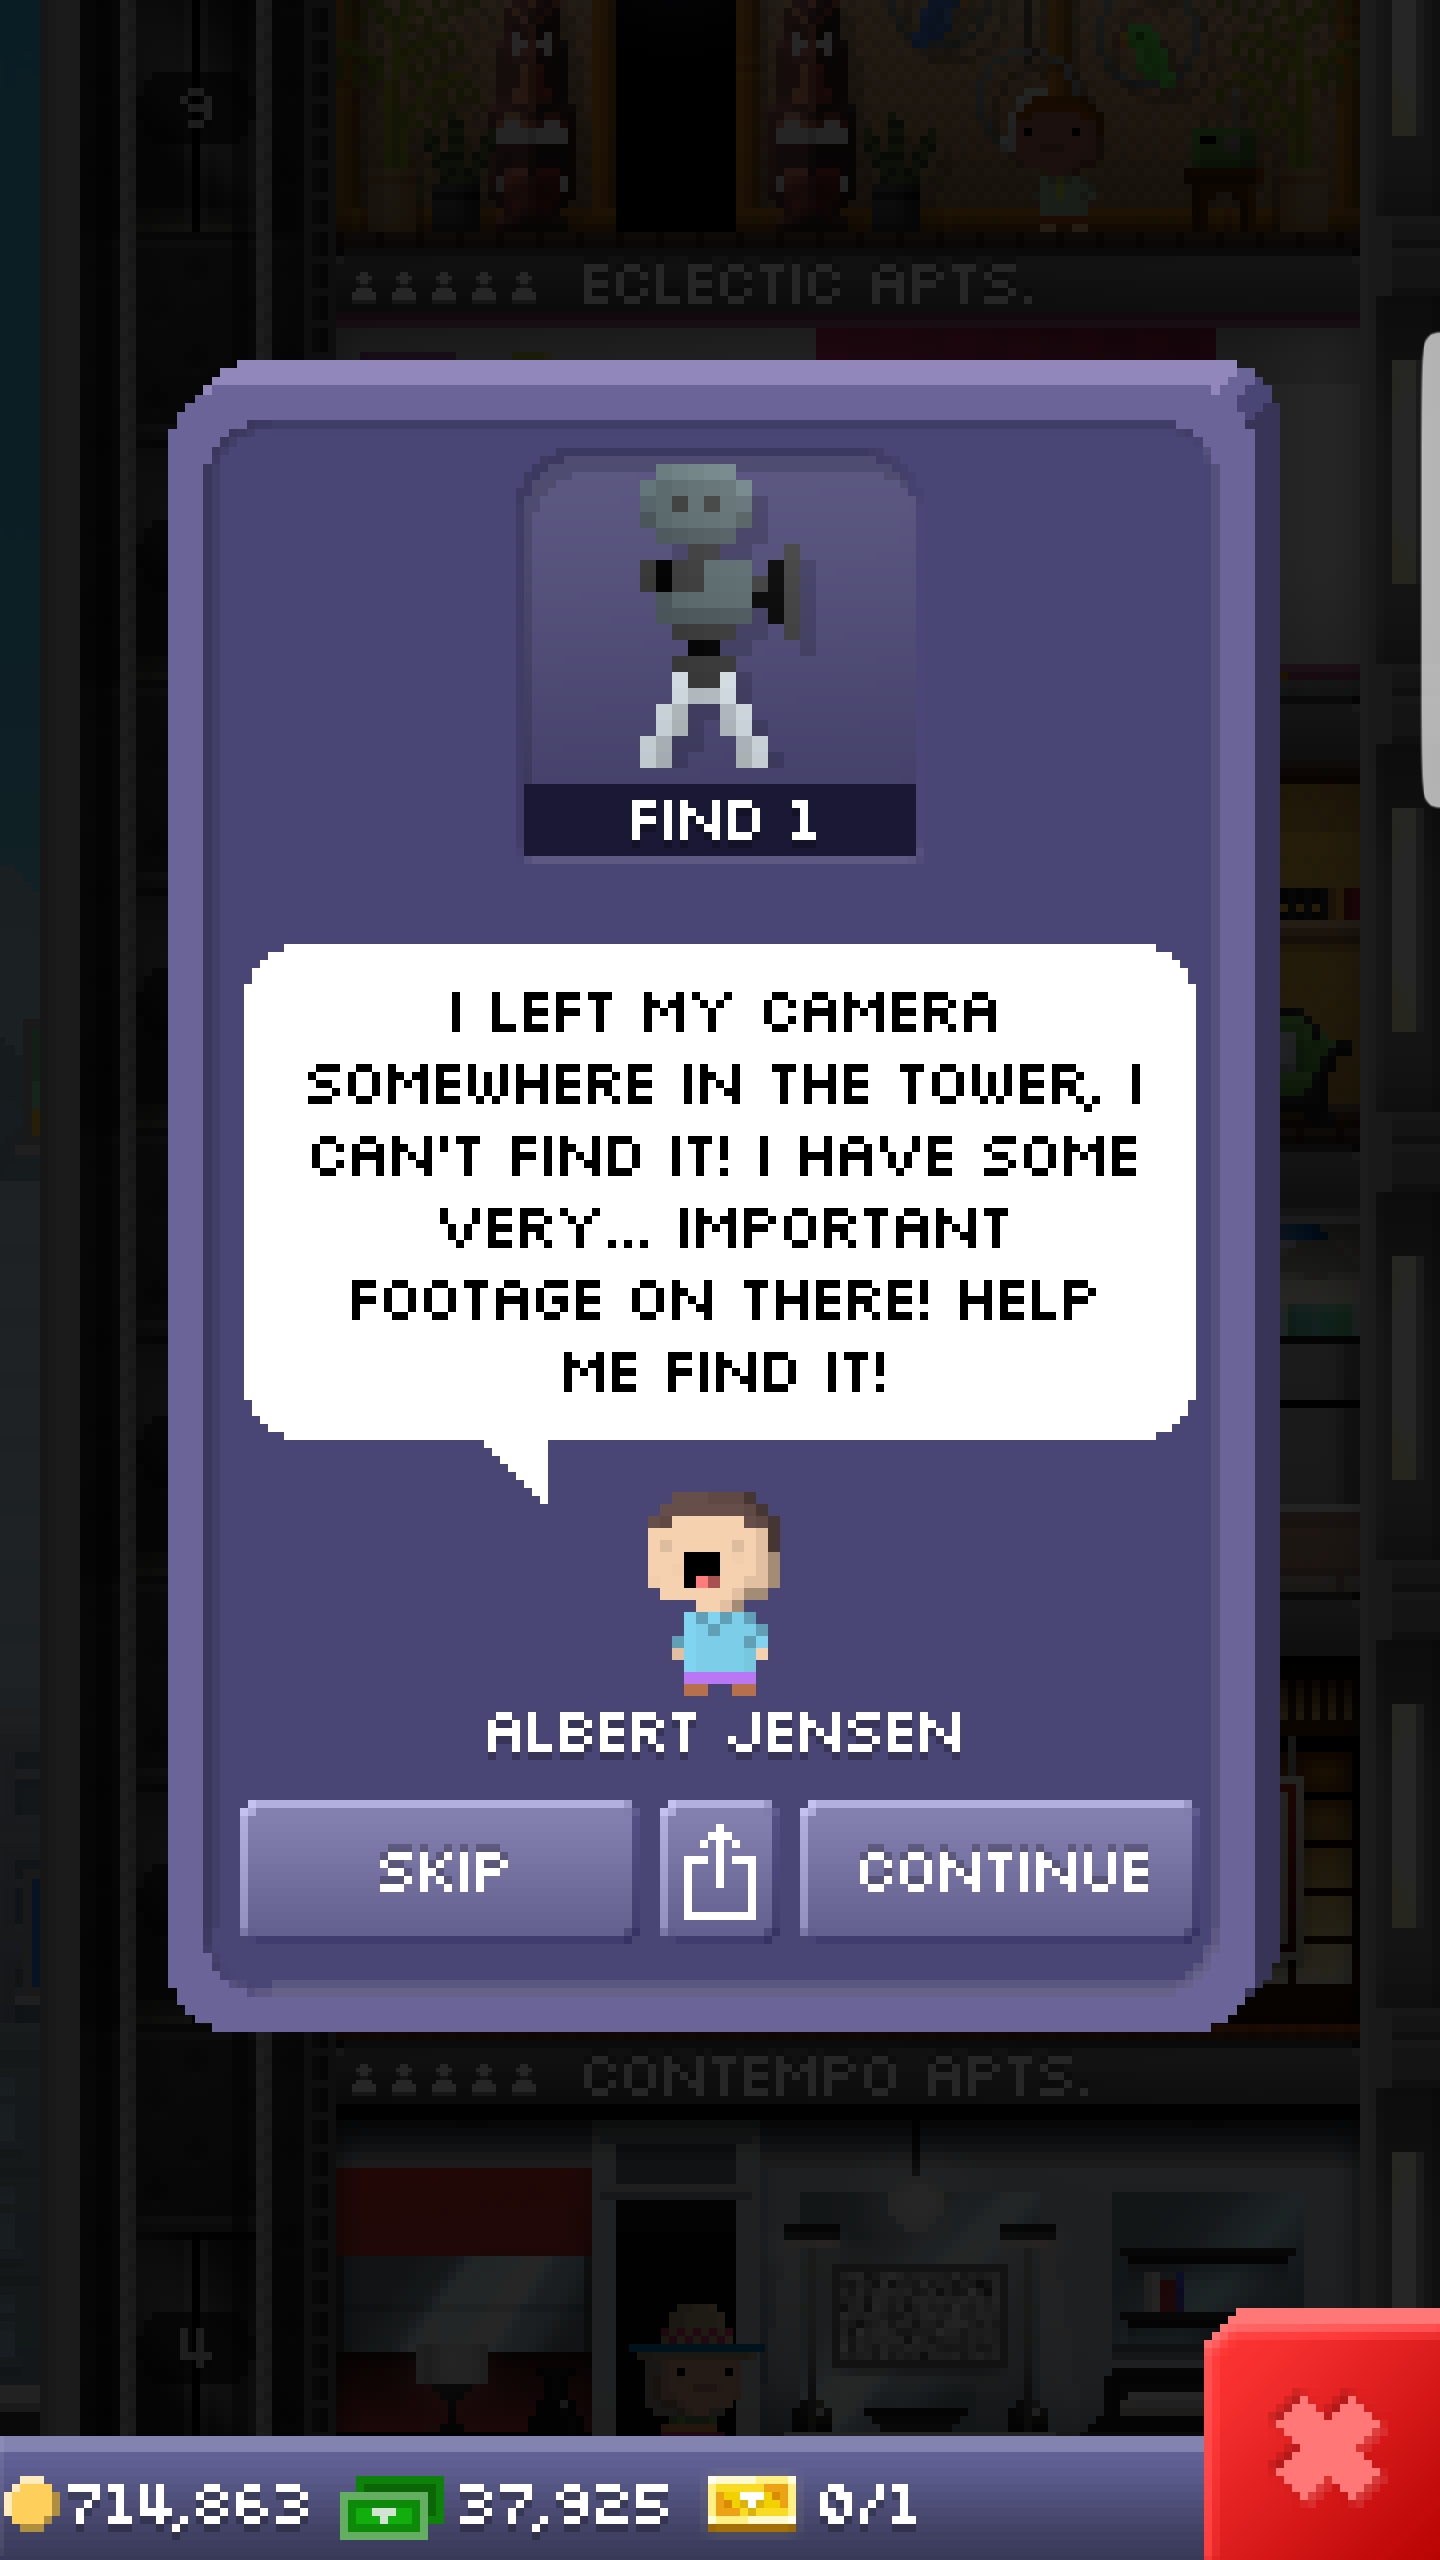 9
ECLECTIC APTS.
FIND 1
I LEFT MY CAMERA
SOMEWHERE IN THE TOWER, I
CAN'T FIND IT! I HAVE SOME
VERY... IMPORTANT
FOOTAGE ON THERE! HELP
ME FIND IT!
ALBERT JENSEN
SKIP
CONTINUE
CONTEMPO APTS.
4
714,863 37,925 0/1